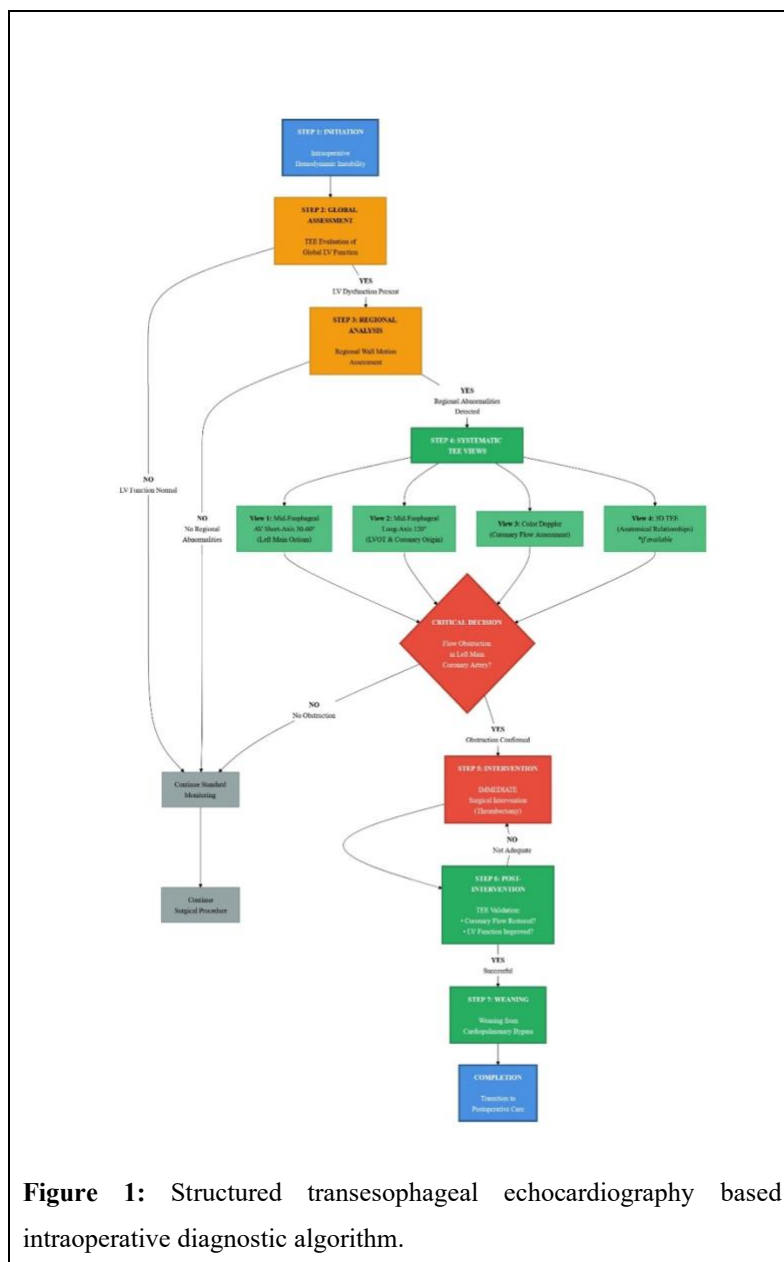 STEP 1: INITIATION
Intraoperative
Hemodynamic Instability
STEP 2: GLOBAL
ASSESSMENT
TEE Evaluation of
Global LV Function
YES
LV Dysfunction Present
STEP 3: REGIONAL
ANALYSIS
Regional Wall Motion
Assessment
YES
Regional Abnormalities
Detected
STEP 4: SYSTEMATIC
TEE VIEWS
NO
LV Function Normal
NO
No Regional
Abnormalities
View 1: Mid-Esophageal
AV Short-Axis 30-60°
(Left Main Ostium)
View 2: Mid-Esophageal
Long-Axis 120°
(LVOT & Coronary Origin)
View 3: Color Doppler
(Coronary Flow Assessment)
View 4: 3D TEE
(Anatomical Relationships)
*if available
CRITICAL DECISION
Flow Obstruction
in Left Main
Coronary Artery?
NO
No Obstruction
YES
Obstruction Confirmed
Continue Standard
Monitoring
STEP 5: INTERVENTION
IMMEDIATE
Surgical Intervention
(Thrombectomy)
NO
Not Adequate
Continue
Surgical Procedure
STEP 6: POST-
INTERVENTION
TEE Validation:
• Coronary Flow Restored?
• LV Function Improved?
YES
Successful
STEP 7: WEANING
Weaning from
Cardiopulmonary Bypass
COMPLETION
Transition to
Postoperative Care
Figure 1: Structured transesophageal echocardiography based
intraoperative diagnostic algorithm.